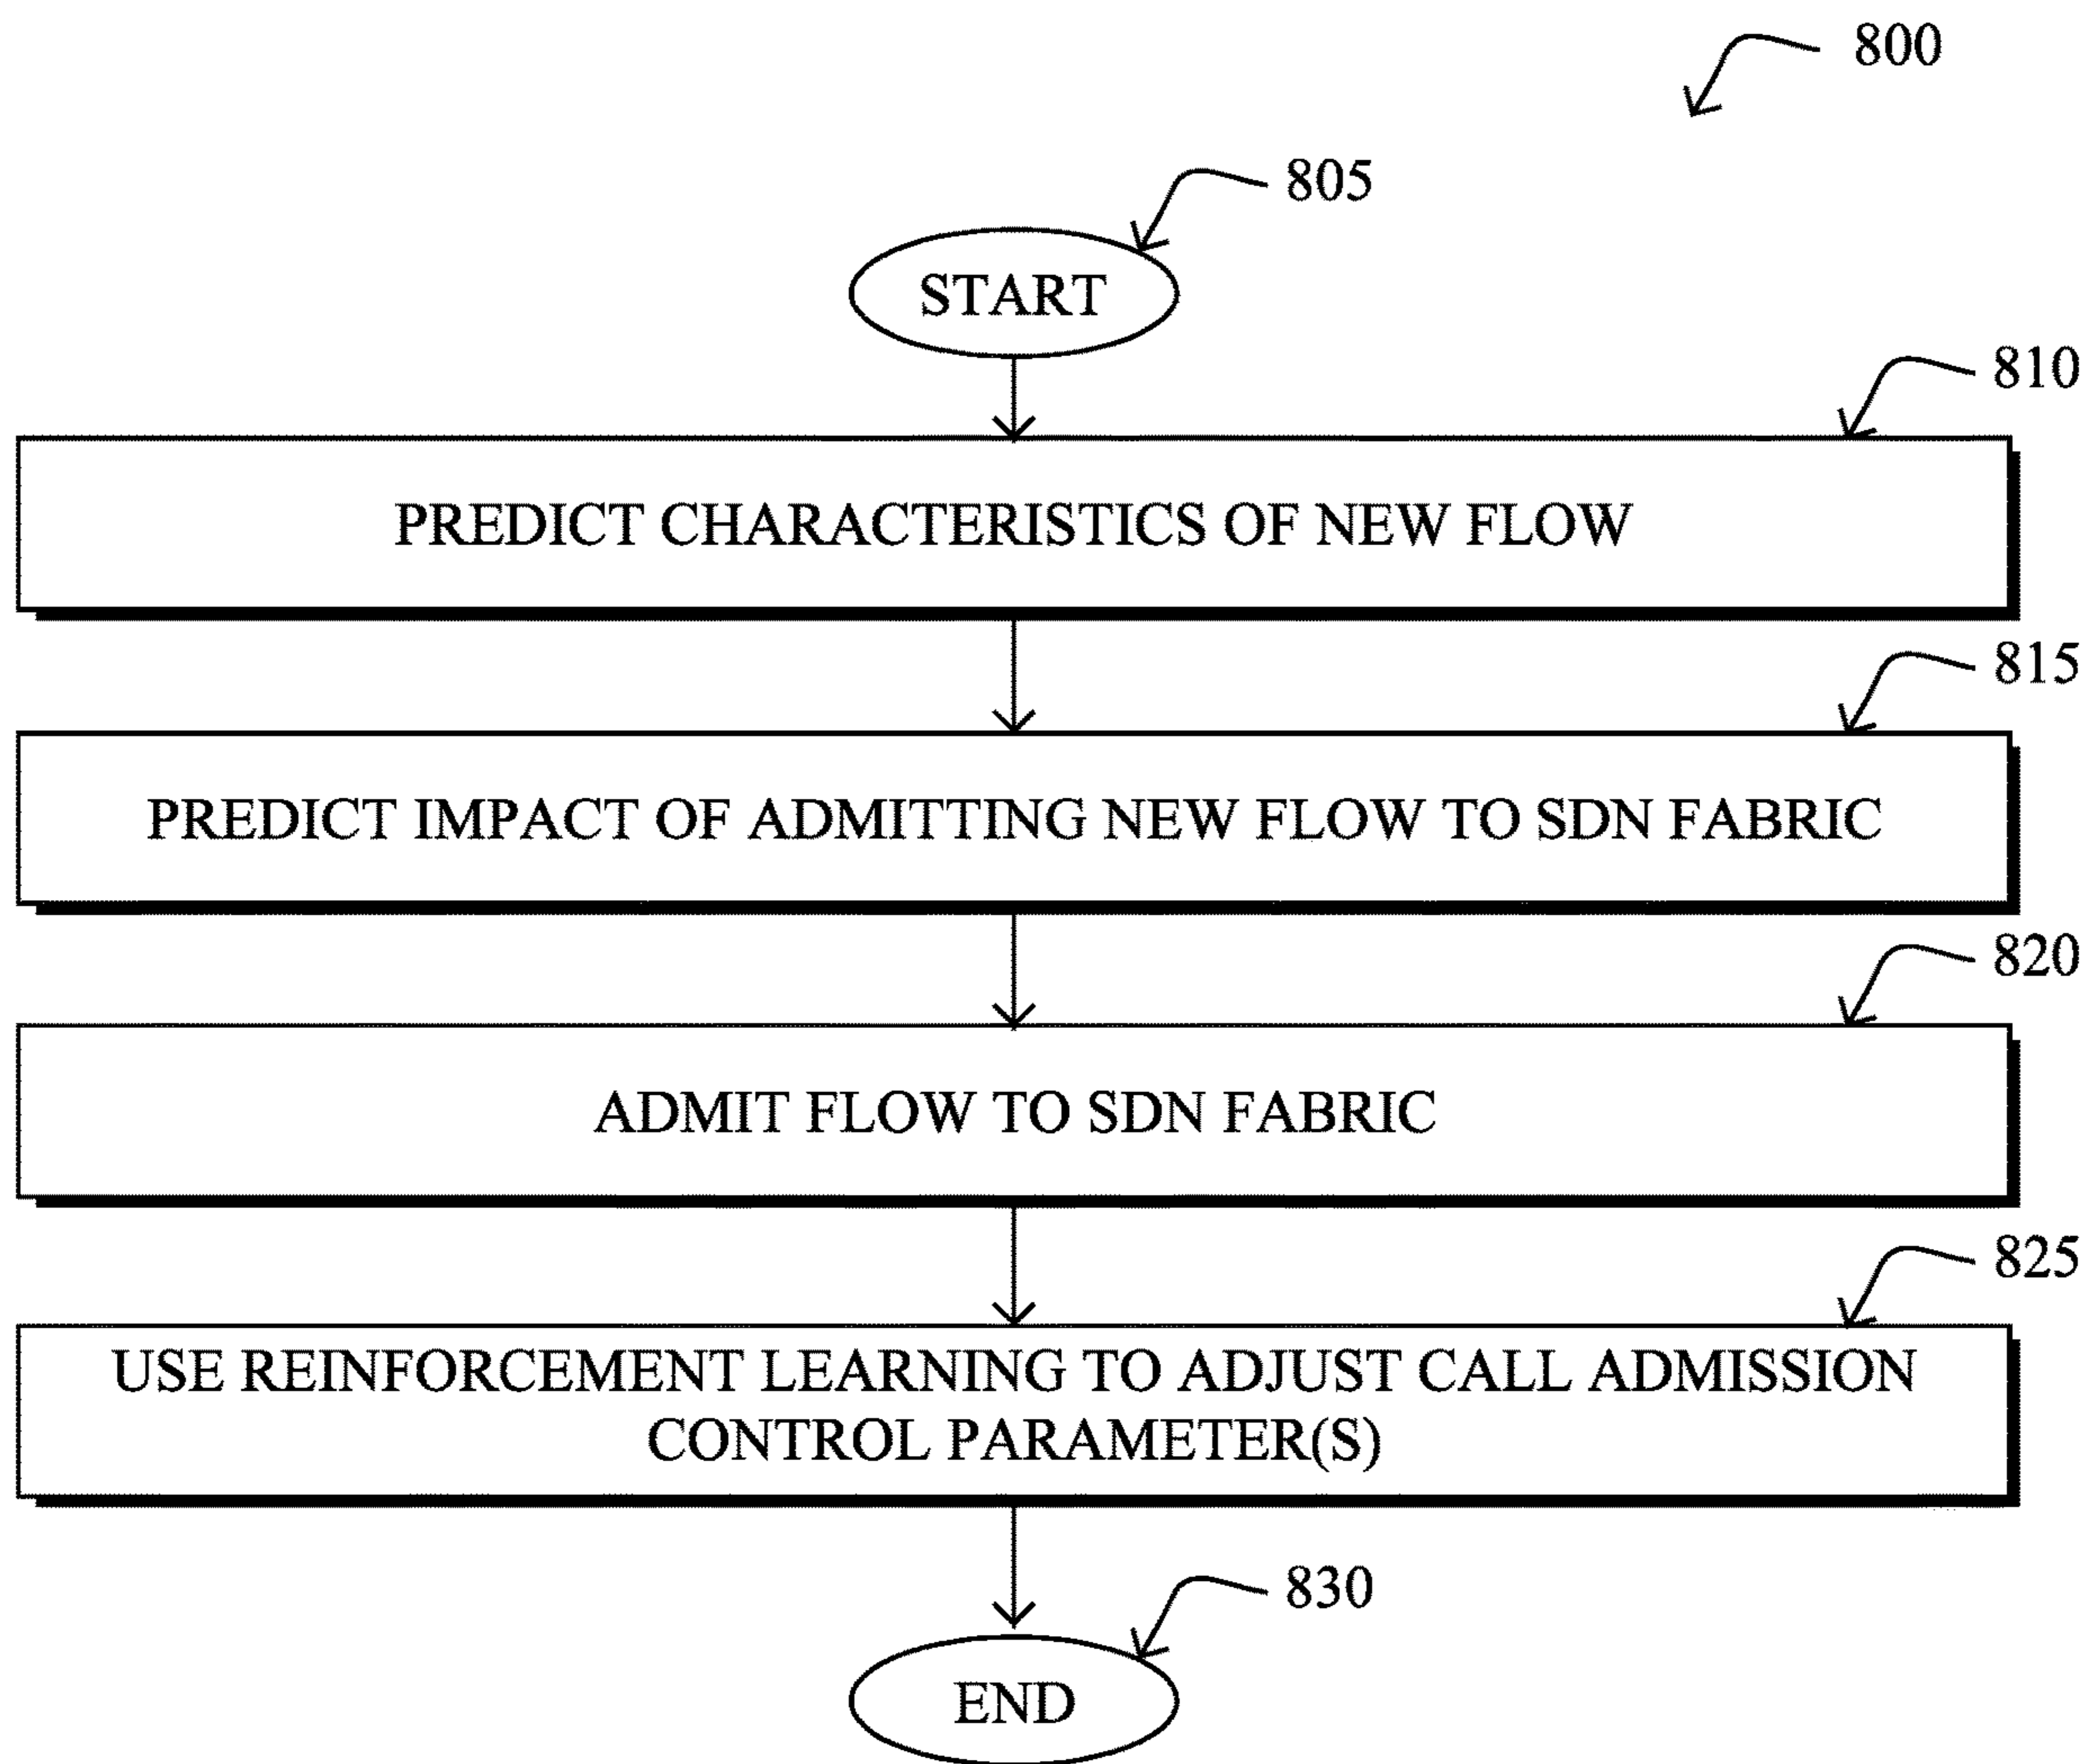 800
805
START
810
PREDICT CHARACTERISTICS OF NEW FLOW
815
PREDICT IMPACT OF ADMITTING NEW FLOW TO SDN FABRIC
820
ADMIT FLOW TO SDN FABRIC
825
USE REINFORCEMENT LEARNING TO ADJUST CALL ADMISSION
CONTROL PARAMETER(S)
830
END